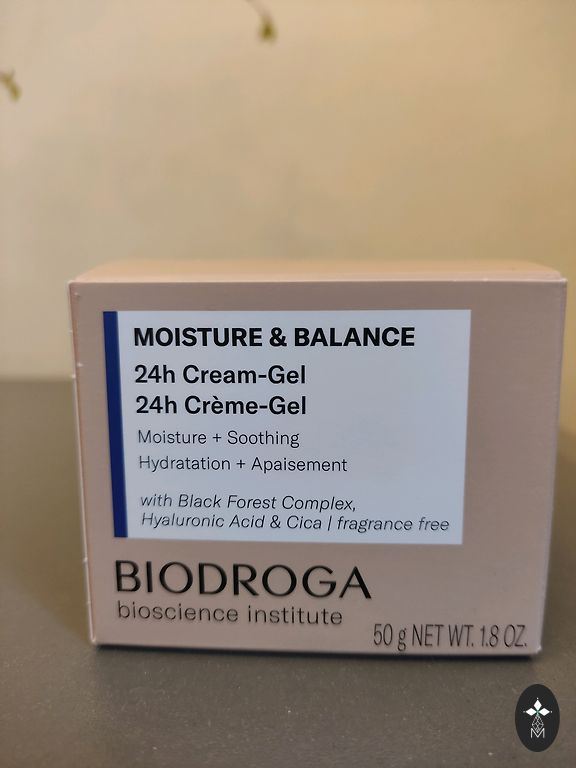 MOISTURE & BALANCE
24h Cream-Gel
24h Crème-Gel
Moisture + Soothing
Hydratation + Apaisement
with Black Forest Complex,
Hyaluronic Acid & Cica | fragrance free
BIODROGA
bioscience institute
50 g NET WT. 1.8 OZ.
M